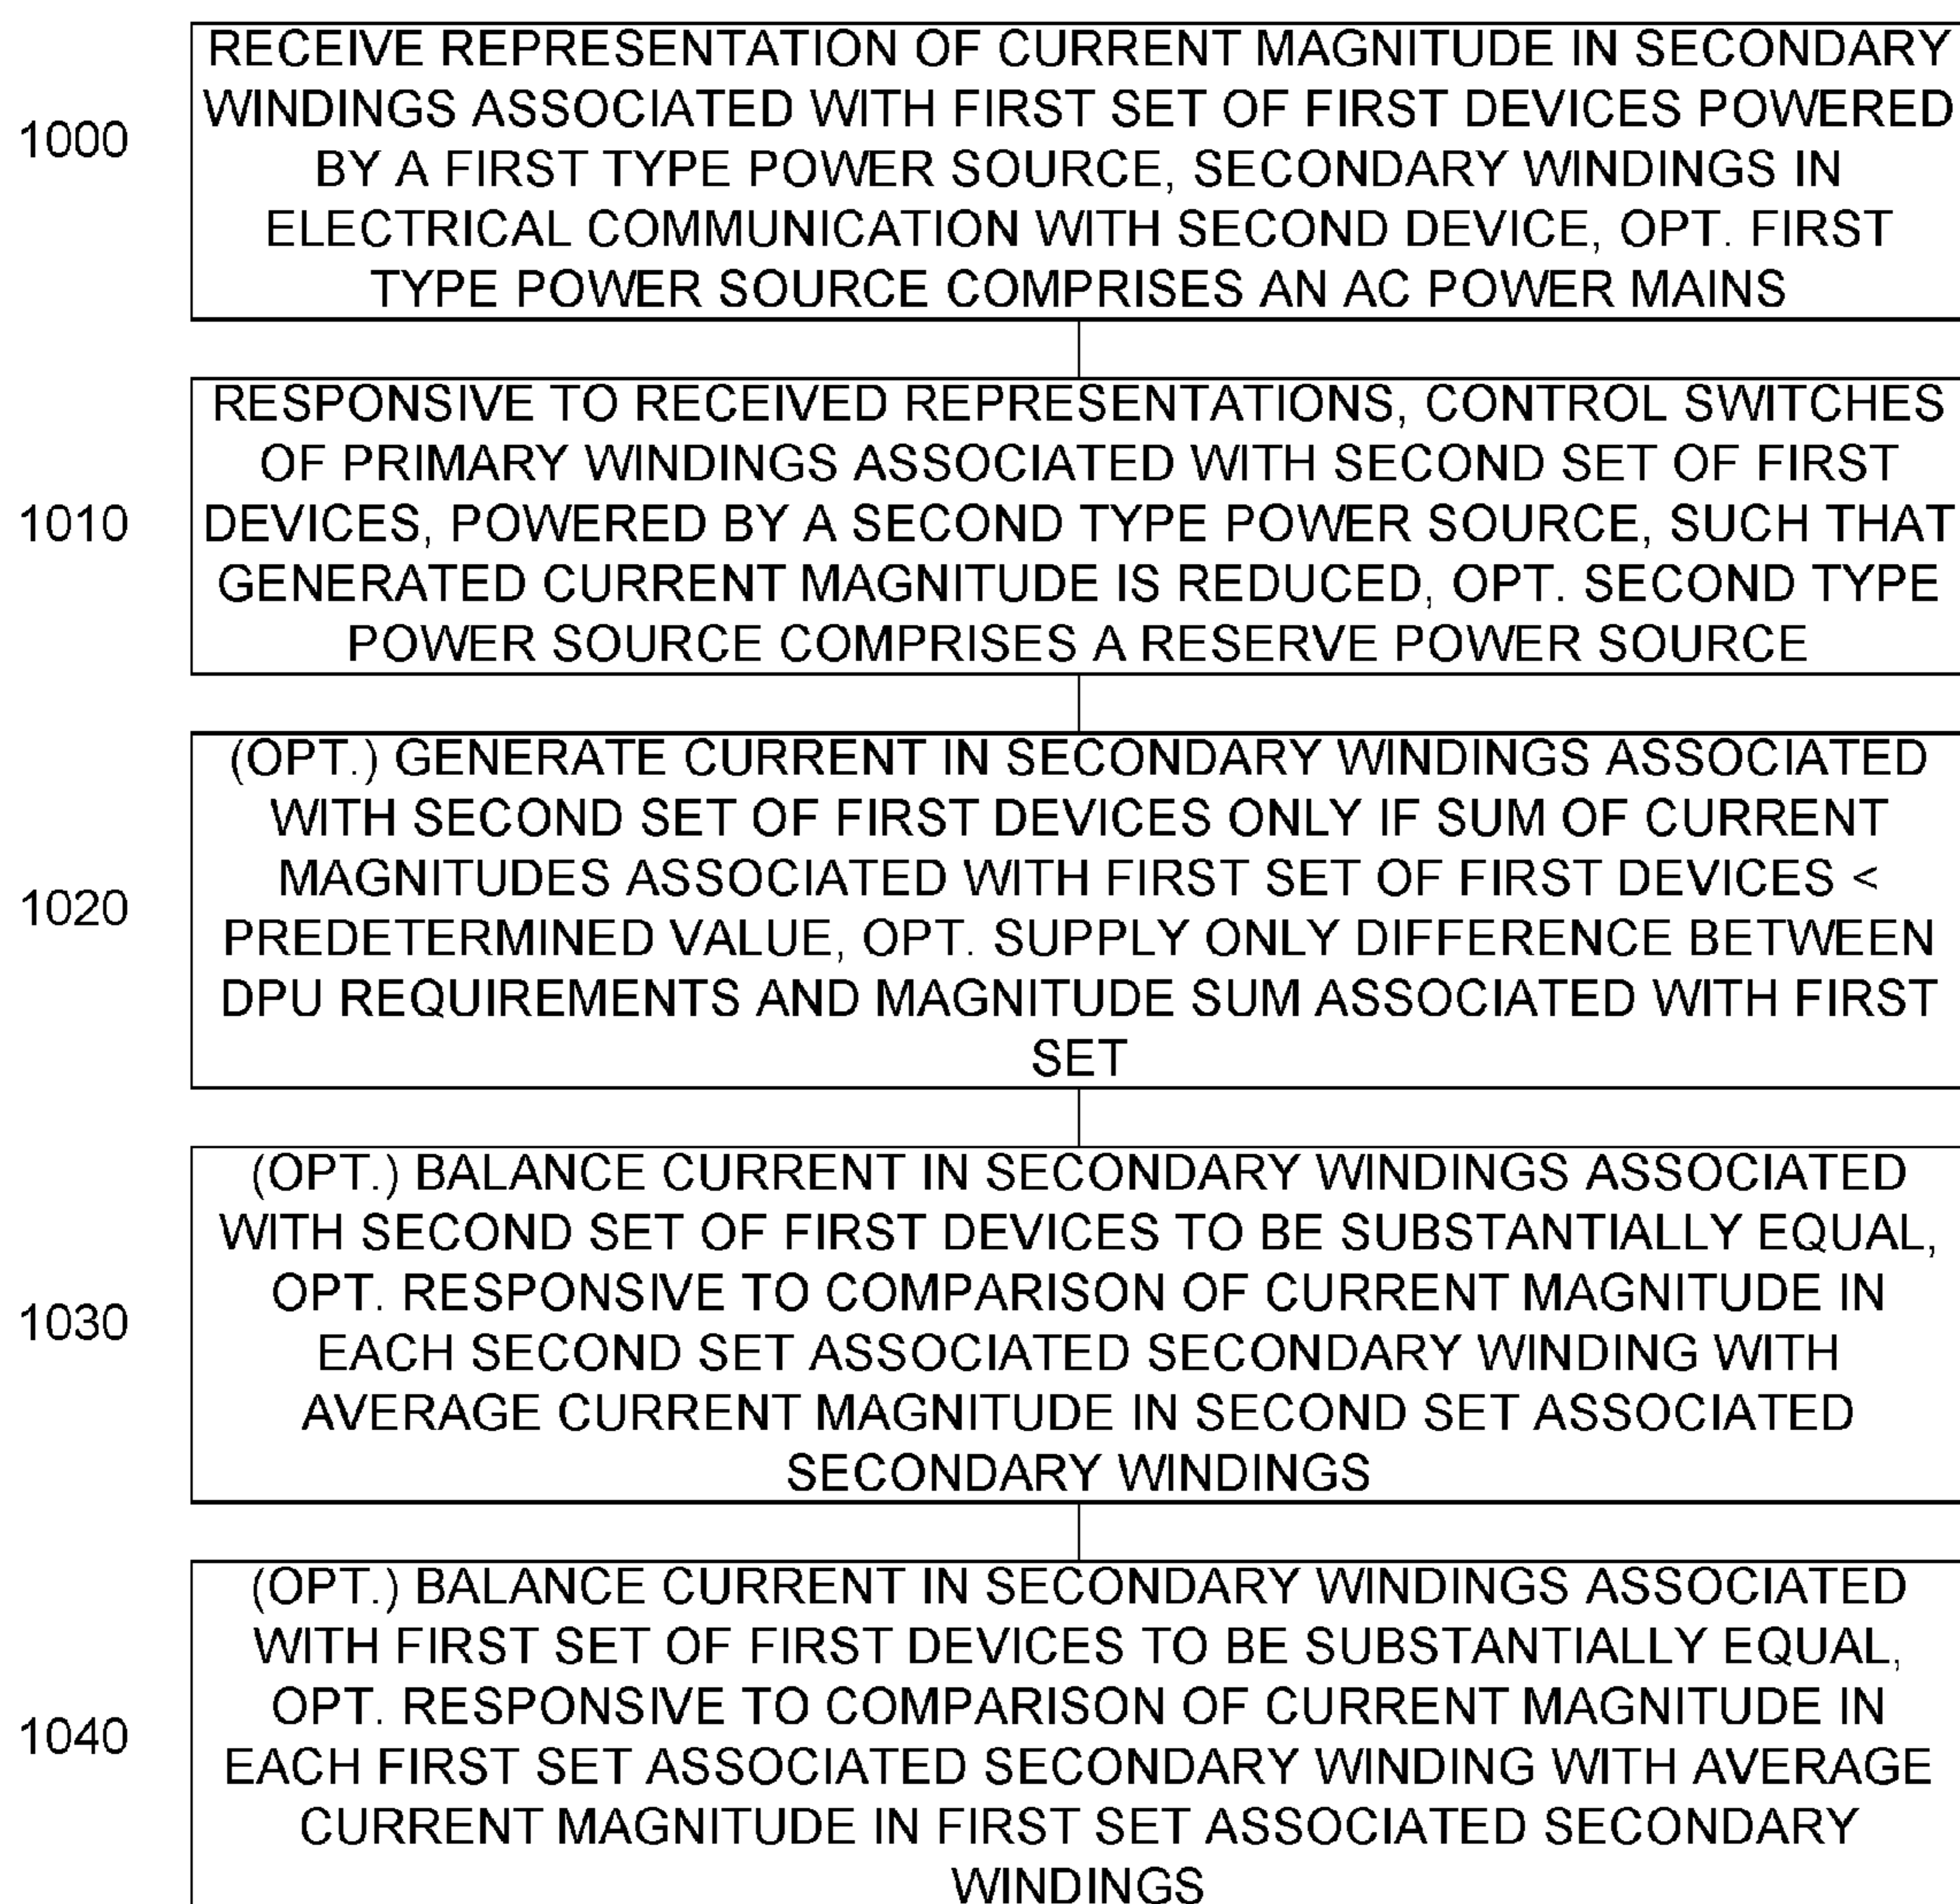 1000
RECEIVE REPRESENTATION OF CURRENT MAGNITUDE IN SECONDARY
WINDINGS ASSOCIATED WITH FIRST SET OF FIRST DEVICES POWERED
BY A FIRST TYPE POWER SOURCE, SECONDARY WINDINGS IN
ELECTRICAL COMMUNICATION WITH SECOND DEVICE, OPT. FIRST
TYPE POWER SOURCE COMPRISES AN AC POWER MAINS
1010
RESPONSIVE TO RECEIVED REPRESENTATIONS, CONTROL SWITCHES
OF PRIMARY WINDINGS ASSOCIATED WITH SECOND SET OF FIRST
DEVICES, POWERED BY A SECOND TYPE POWER SOURCE, SUCH THAT
GENERATED CURRENT MAGNITUDE IS REDUCED, OPT. SECOND TYPE
POWER SOURCE COMPRISES A RESERVE POWER SOURCE
1020
(OPT.) GENERATE CURRENT IN SECONDARY WINDINGS ASSOCIATED
WITH SECOND SET OF FIRST DEVICES ONLY IF SUM OF CURRENT
MAGNITUDES ASSOCIATED WITH FIRST SET OF FIRST DEVICES <
PREDETERMINED VALUE, OPT. SUPPLY ONLY DIFFERENCE BETWEEN
DPU REQUIREMENTS AND MAGNITUDE SUM ASSOCIATED WITH FIRST
SET
1030
(OPT.) BALANCE CURRENT IN SECONDARY WINDINGS ASSOCIATED
WITH SECOND SET OF FIRST DEVICES TO BE SUBSTANTIALLY EQUAL,
OPT. RESPONSIVE TO COMPARISON OF CURRENT MAGNITUDE IN
EACH SECOND SET ASSOCIATED SECONDARY WINDING WITH
AVERAGE CURRENT MAGNITUDE IN SECOND SET ASSOCIATED
SECONDARY WINDINGS
1040
(OPT.) BALANCE CURRENT IN SECONDARY WINDINGS ASSOCIATED
WITH FIRST SET OF FIRST DEVICES TO BE SUBSTANTIALLY EQUAL,
OPT. RESPONSIVE TO COMPARISON OF CURRENT MAGNITUDE IN
EACH FIRST SET ASSOCIATED SECONDARY WINDING WITH AVERAGE
CURRENT MAGNITUDE IN FIRST SET ASSOCIATED SECONDARY
WINDINGS